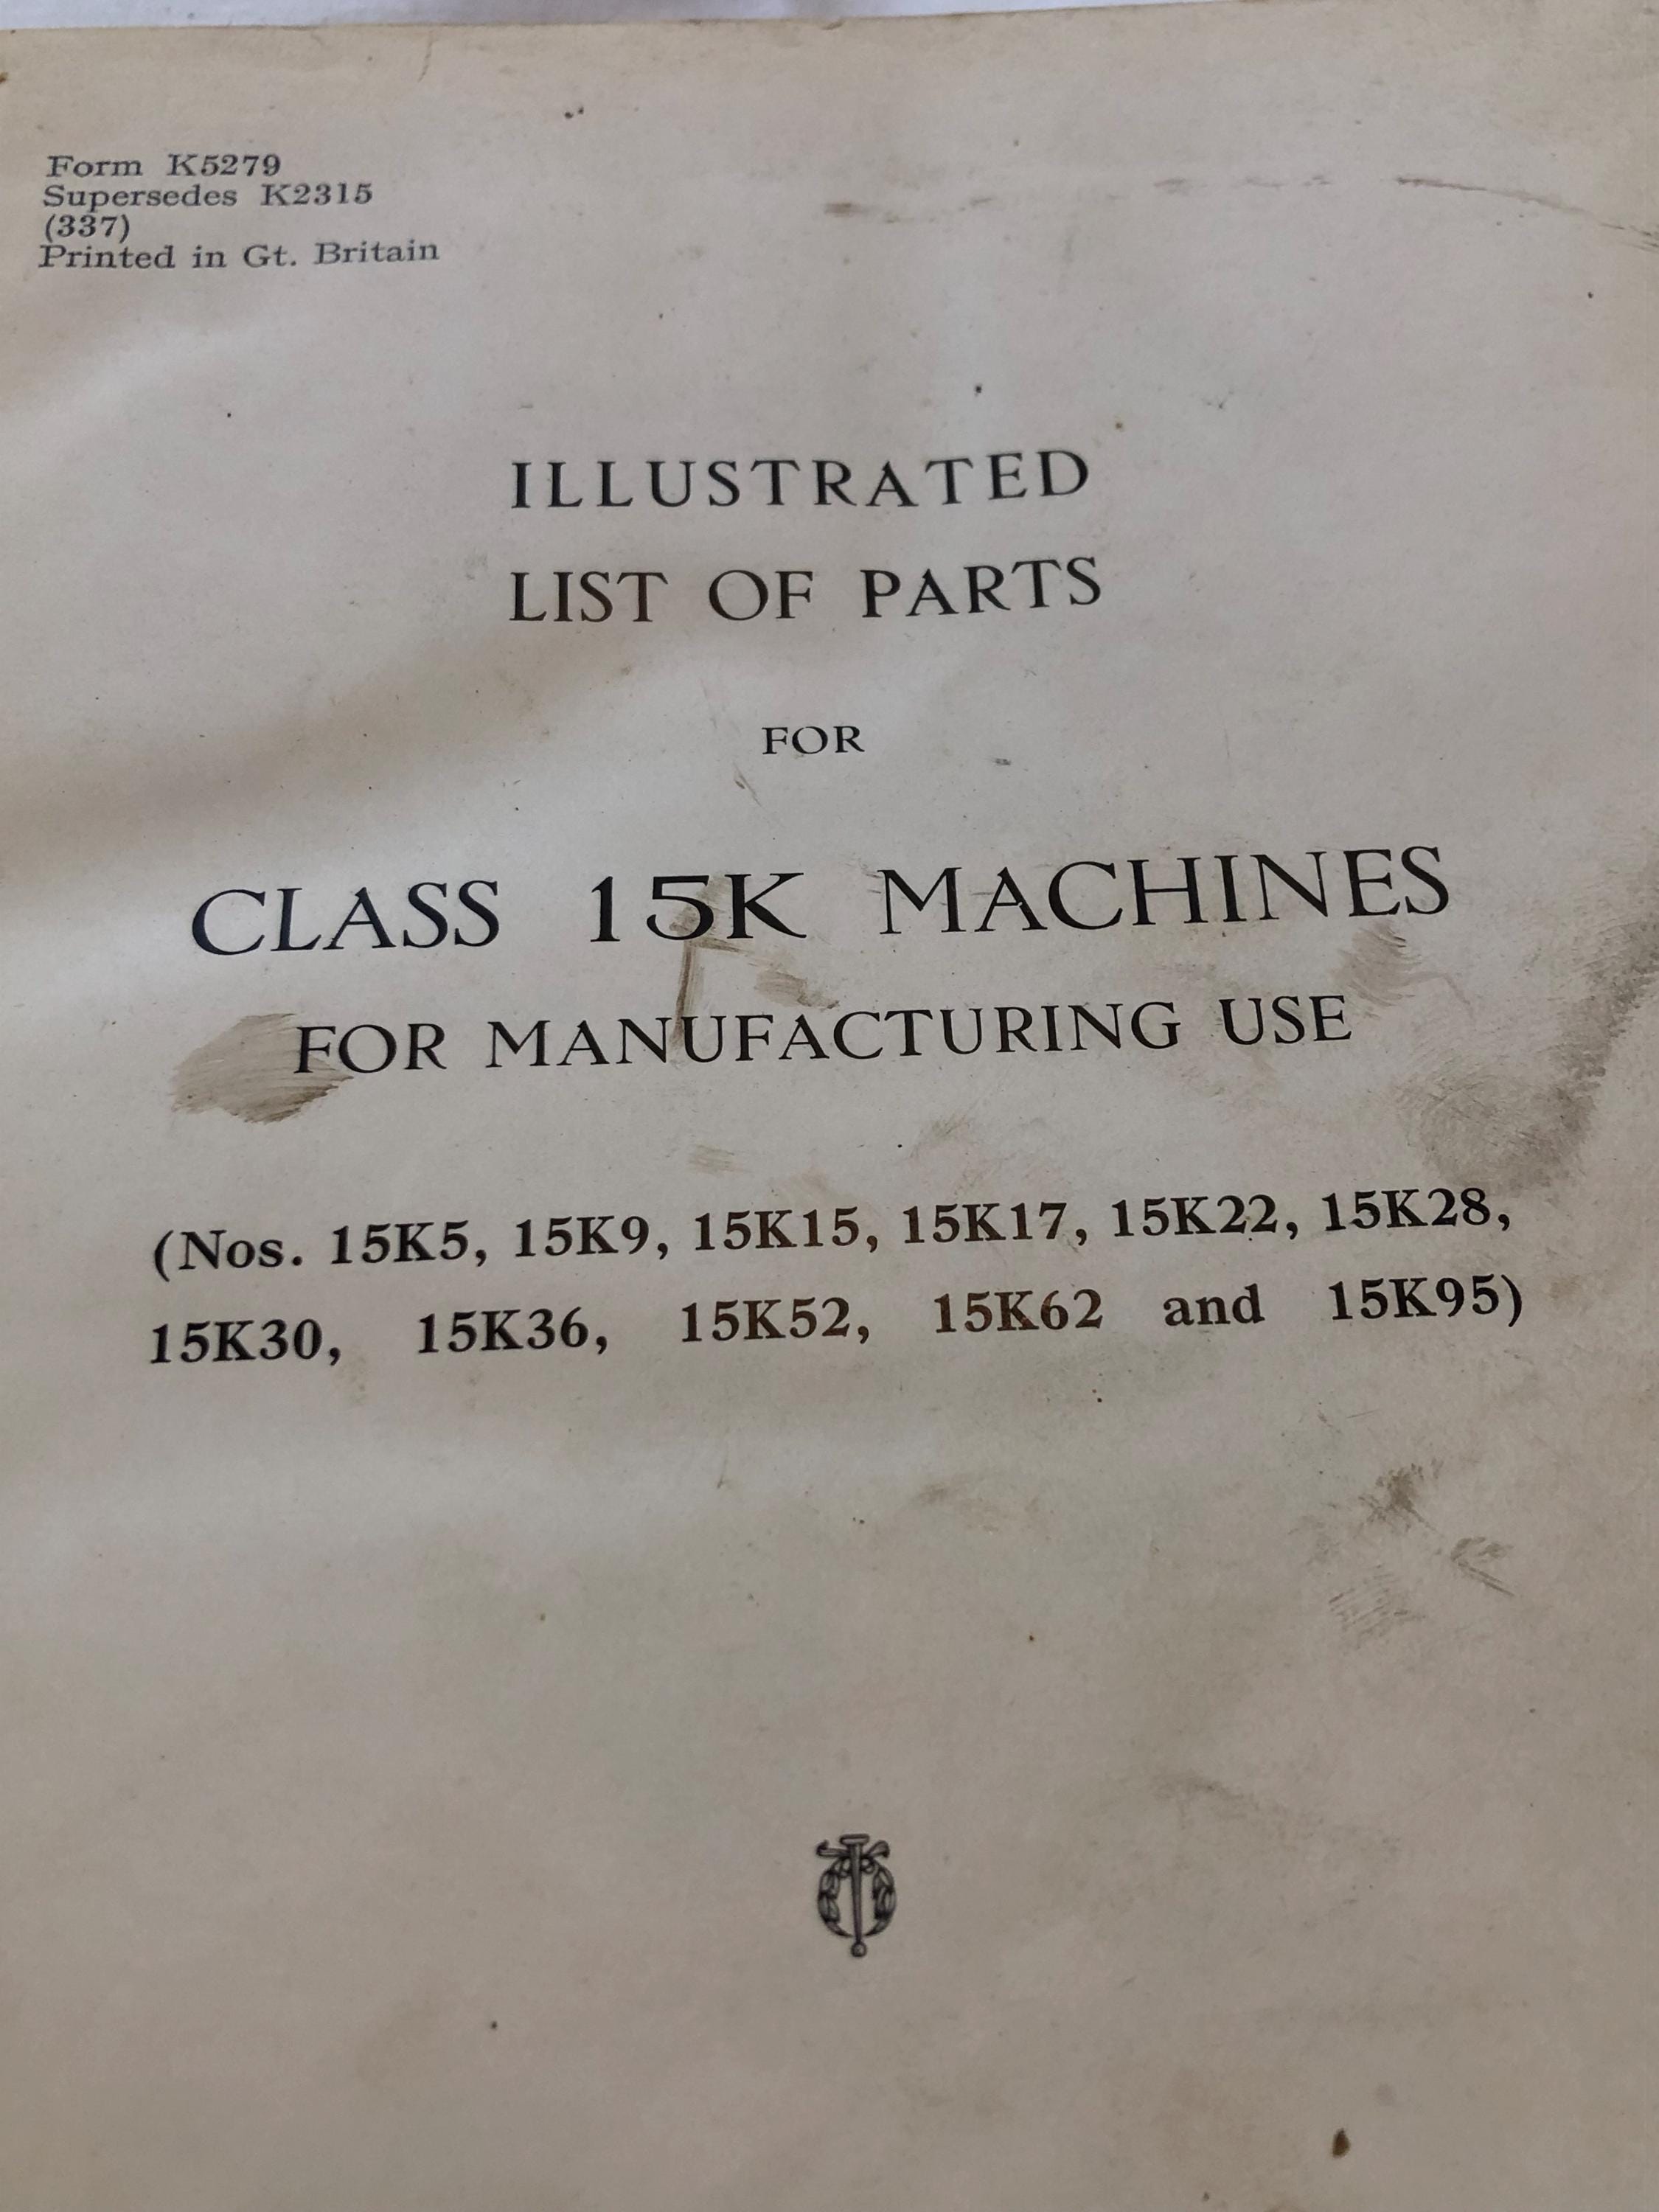 Form K5279
Supersedes K2315
(337)
Printed in Gt. Britain
ILLUSTRATED
LIST OF PARTS
FOR
CLASS 15K MACHINES
FOR MANUFACTURING USE
(Nos. 15K5, 15K9, 15K15, 15K17, 15K22, 15K28,
15K30, 15K36, 15K52, 15K62 and 15K95)